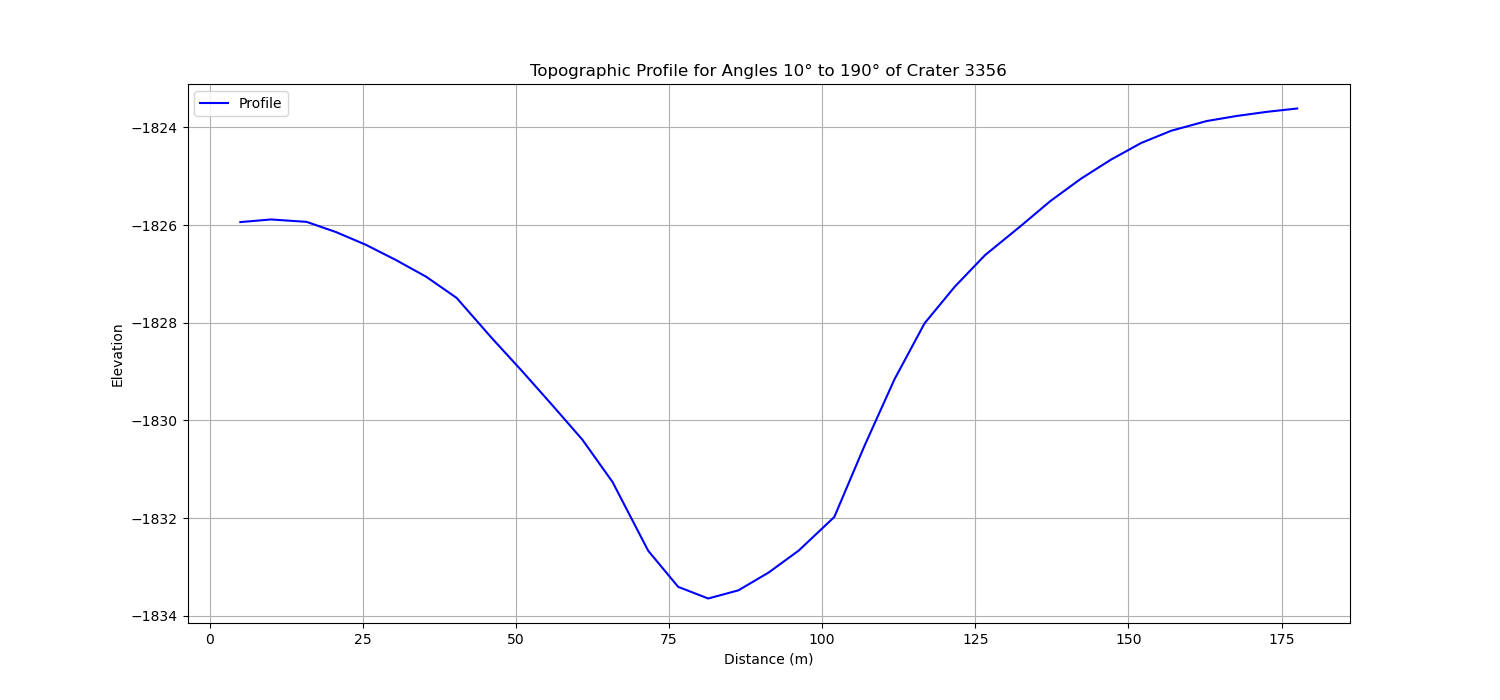 Topographic Profile for Angles 10° to 190° of Crater 3356
Profile
−1824
−1826
−1828
−1830
−1832
−1834
Elevation
0 25 50 75 100 125 150 175
Distance (m)